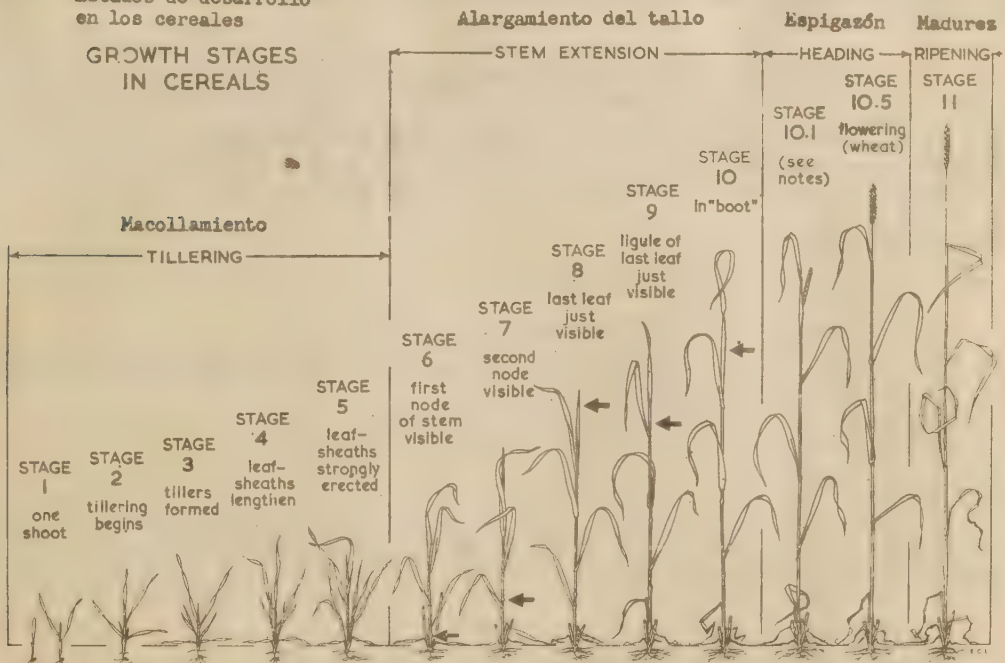 Estados de desarrollo
en los cereales
GROWTH STAGES
IN CEREALS
Alargamiento del tallo
STEM EXTENSION
Espigazón
HEADING
Madurez
RIPENING
Macollamiento
TILLERING
STAGE
1
one
shoot
STAGE
2
tillering
begins
STAGE
3
tillers
formed
STAGE
4
leaf-
sheaths
lengthen
STAGE
5
leaf-
sheaths
strongly
erected
STAGE
6
first
node
of stem
visible
STAGE
7
second
node
visible
STAGE
8
last leaf
just
visible
STAGE
9
ligule of
last leaf
just
visible
STAGE
10
in "boot"
STAGE
10.1
(see
notes)
STAGE
10.5
flowering
(wheat)
STAGE
11